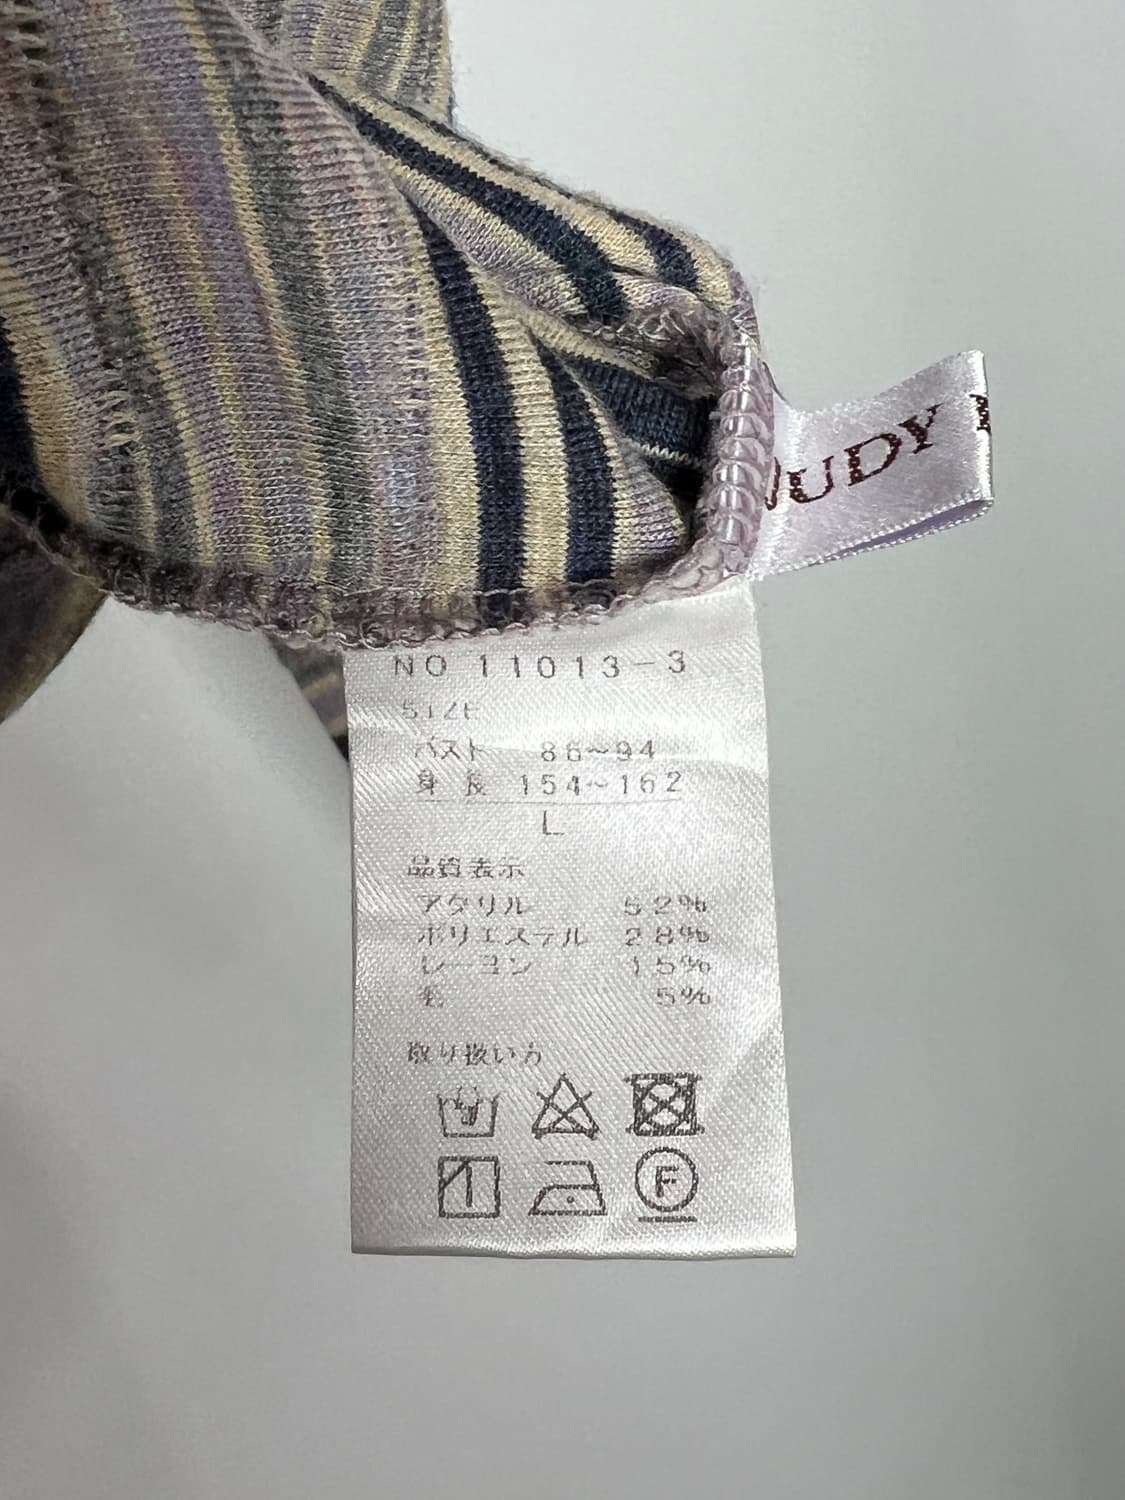 JUDY
NO 11013-3
SIZE
バスト 86~94
身長 154~162
L
品質表示
アクリル 52%
ポリエステル 28%
レーヨン 15%
毛 5%
取り扱い方
F